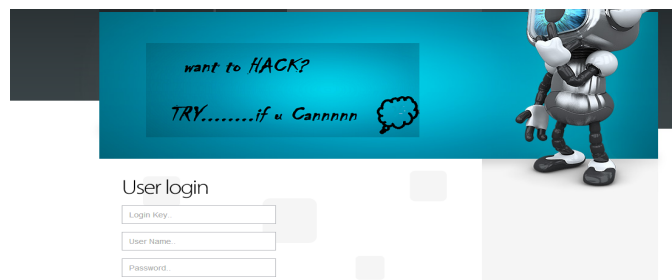 want to HACK?
TRY........if u Cannnnn
User login
Login Key..
User Name..
Password..